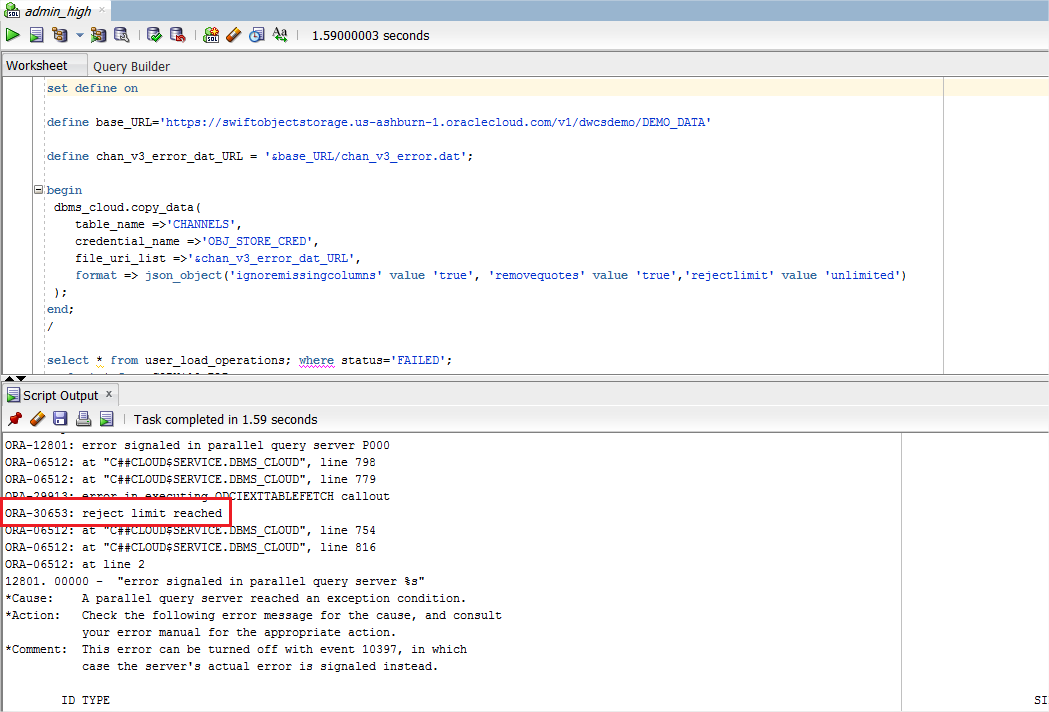 admin_high
1.59000003 seconds
Worksheet Query Builder
set define on
define base_URL='https://swiftobjectstorage.us-ashburn-1.oraclecloud.com/v1/dwcsdemo/DEMO_DATA'
define chan_v3_error_dat_URL = '&base_URL/chan_v3_error.dat';
begin
dbms_cloud.copy_data(
table_name =>'CHANNELS',
credential_name =>'OBJ_STORE_CRED',
file_uri_list =>'&chan_v3_error_dat_URL',
format => json_object('ignoremissingcolumns' value 'true', 'removequotes' value 'true','rejectlimit' value 'unlimited')
);
end;
/
select * from user_load_operations; where status='FAILED';
Script Output
Task completed in 1.59 seconds
ORA-12801: error signaled in parallel query server P000
ORA-06512: at "C##CLOUD$SERVICE.DBMS_CLOUD", line 798
ORA-06512: at "C##CLOUD$SERVICE.DBMS_CLOUD", line 779
ORA-29913: error in executing ODCIEXTTABLEFETCH callout
ORA-30653: reject limit reached
ORA-06512: at "C##CLOUD$SERVICE.DBMS_CLOUD", line 754
ORA-06512: at "C##CLOUD$SERVICE.DBMS_CLOUD", line 816
ORA-06512: at line 2
12801. 00000 - "error signaled in parallel query server %s"
*Cause: A parallel query server reached an exception condition.
*Action: Check the following error message for the cause, and consult
your error manual for the appropriate action.
*Comment: This error can be turned off with event 10397, in which
case the server's actual error is signaled instead.
ID TYPE SI